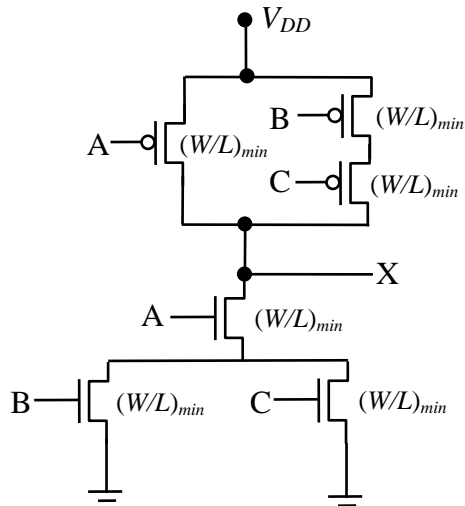 V_DD
B (W/L)_min
A (W/L)_min
C (W/L)_min
X
A (W/L)_min
B (W/L)_min C (W/L)_min